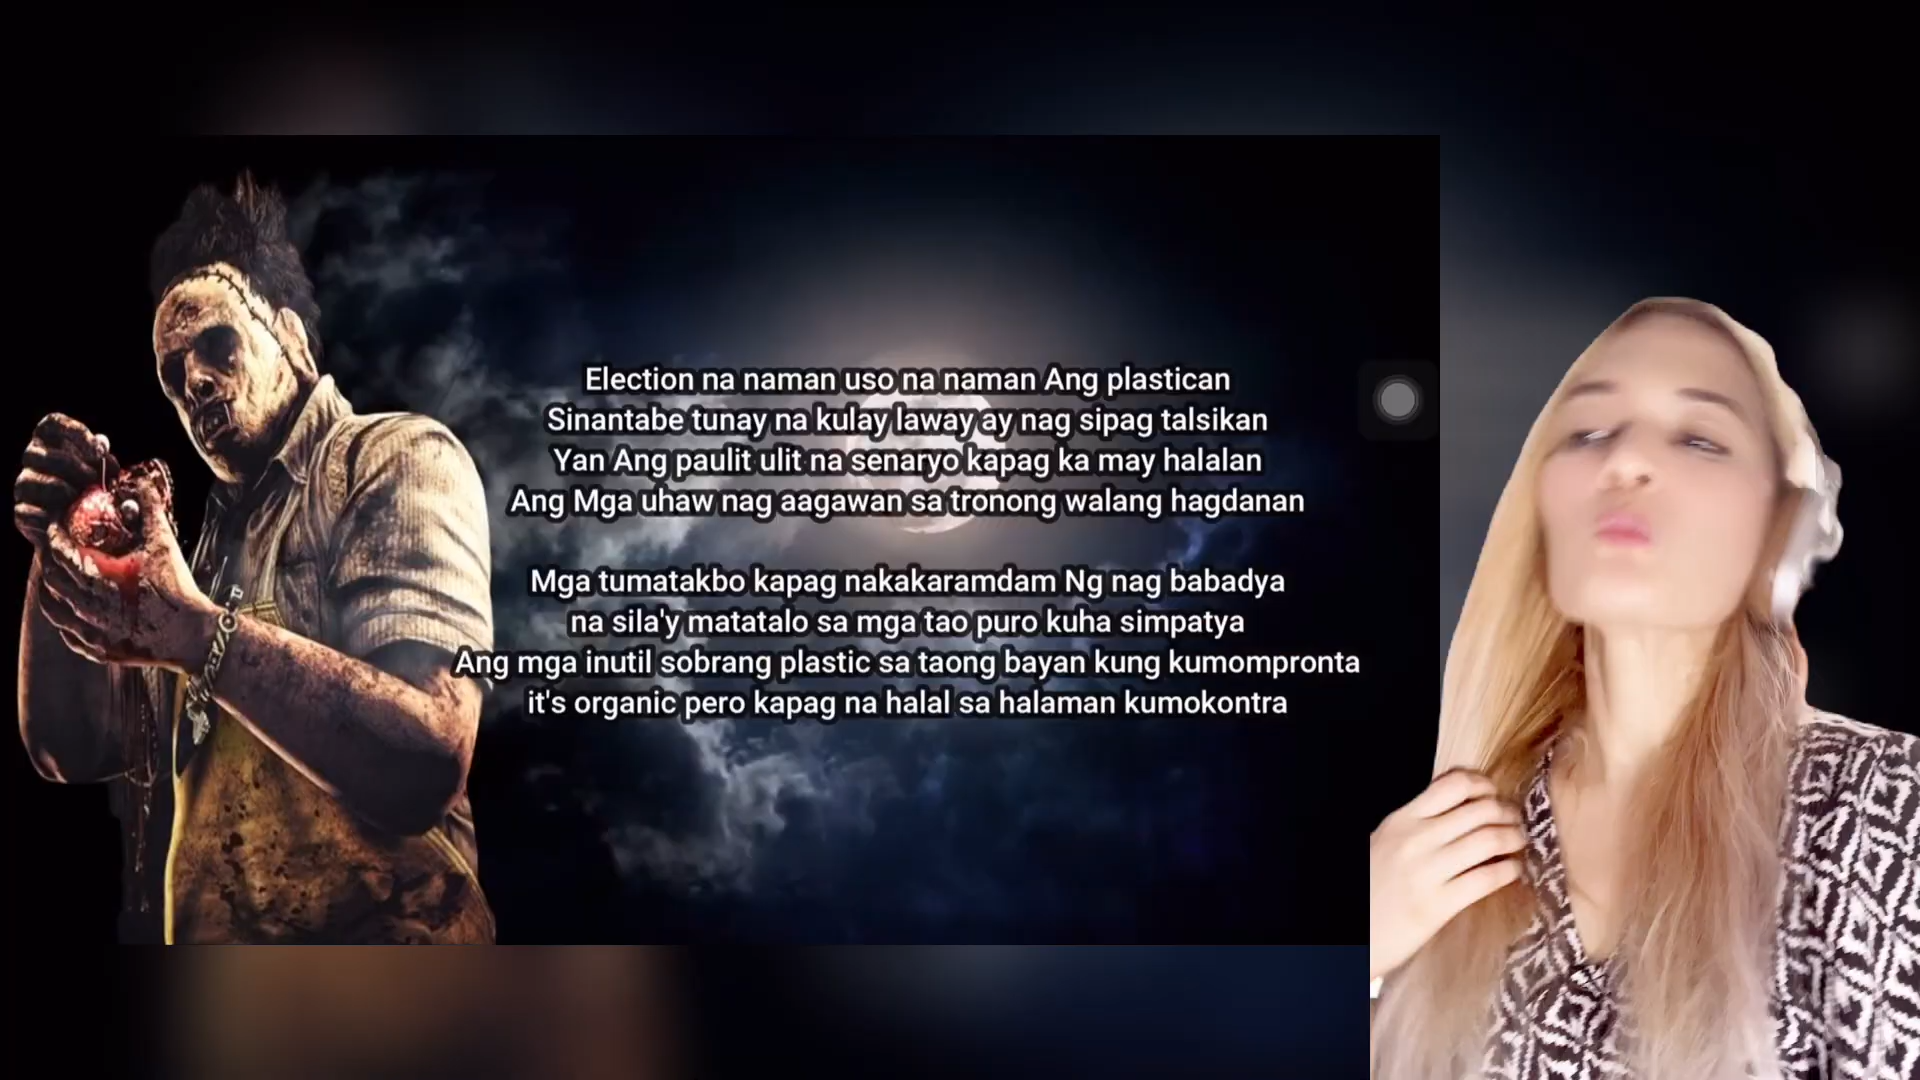 Election na naman uso na naman Ang plastican
Sinantabe tunay na kulay laway ay nag sipag talsikan
Yan Ang paulit ulit na senaryo kapag ka may halalan
Ang Mga uhaw nag aagawan sa tronong walang hagdanan
Mga tumatakbo kapag nakakaramdam Ng nag babadya
na sila'y matatalo sa mga tao puro kuha simpatya
Ang mga inutil sobrang plastic sa taong bayan kung kumompronta
it's organic pero kapag na halal sa halaman kumokontra